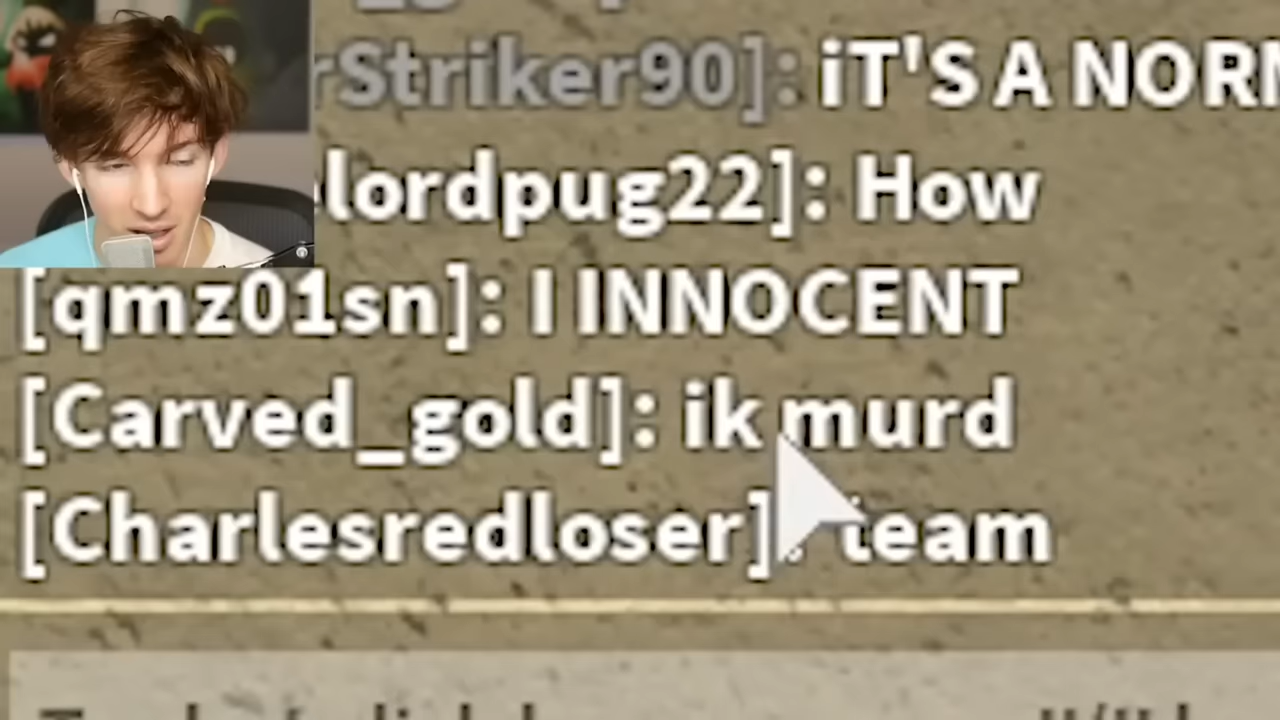 rStriker90]: iT'S A NORM
lordpug22]: How
[qmz01sn]: I INNOCENT
[Carved_gold]: ik murd
[Charlesredloser]: team